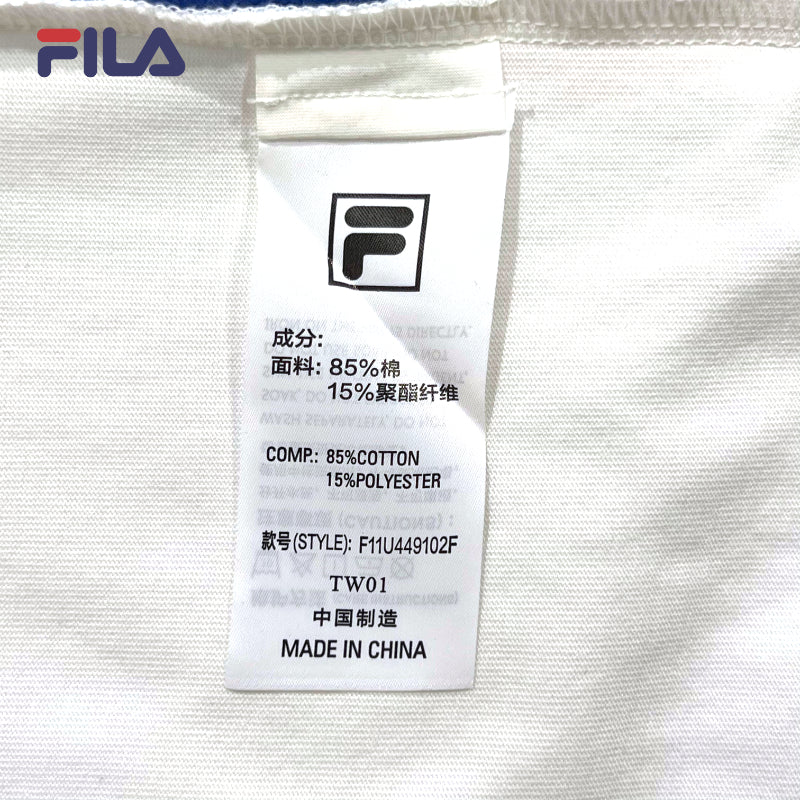 FILA
F
成分:
面料: 85%棉
15%聚酯纤维
COMP.: 85%COTTON
15%POLYESTER
款号(STYLE): F11U449102F
TW01
中国制造
MADE IN CHINA